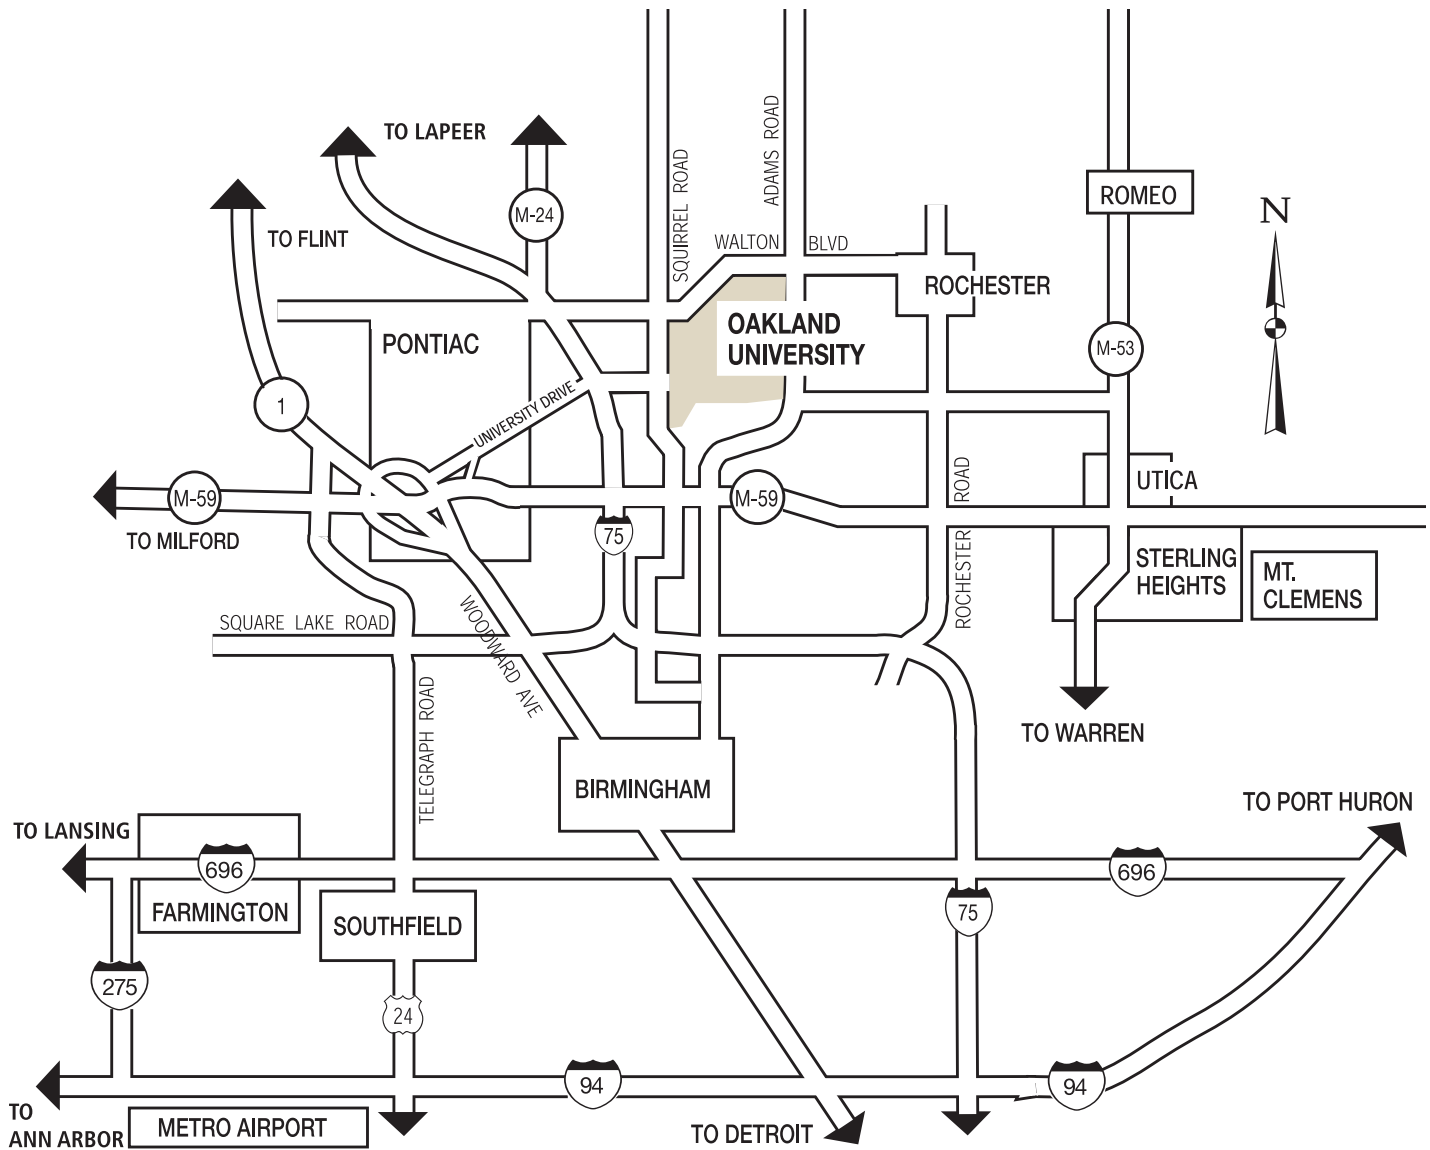 TO LAPEER
M-24
TO FLINT
SQUIRREL ROAD
ADAMS ROAD
WALTON BLVD
ROMEO
N
ROCHESTER
PONTIAC
OAKLAND
UNIVERSITY
M-53
1
UNIVERSITY DRIVE
M-59
TO MILFORD
75
M-59
ROCHESTER ROAD
UTICA
STERLING
HEIGHTS
MT.
CLEMENS
SQUARE LAKE ROAD
WOODWARD AVE
TELEGRAPH ROAD
TO WARREN
BIRMINGHAM
TO PORT HURON
TO LANSING
696
FARMINGTON
SOUTHFIELD
696
75
275
24
94
94
TO
ANN ARBOR
METRO AIRPORT
TO DETROIT